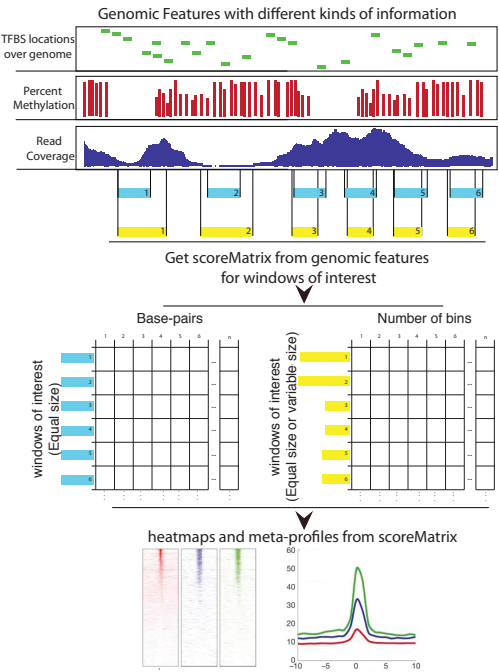 Genomic Features with different kinds of information
TFBS locations
over genome
Percent
Methylation
Read
Coverage
1 2 3 4 5 6
1 2 3 4 5 6
Get scoreMatrix from genomic features
for windows of interest
Base-pairs
1 2 3 4 5 6 n
windows of interest
(Equal size)
1 ...
2 ...
3 ...
4 ...
5 ...
6 ...
Number of bins
1 2 3 4 5 6 n
windows of interest
(Equal size or variable size)
1 ...
2 ...
3 ...
4 ...
5 ...
6 ...
heatmaps and meta-profiles from scoreMatrix
60
50
40
30
20
10
0
−10 −5 0 5 10